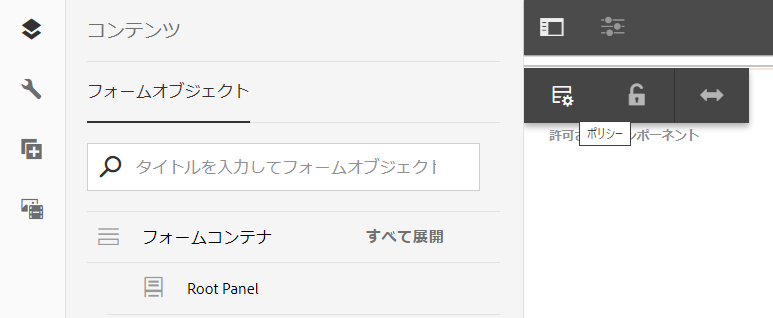 コンテンツ
フォームオブジェクト
タイトルを入力してフォームオブジェクト
フォームコンテナ すべて展開
Root Panel
ポリシー
許可 ンポーネント